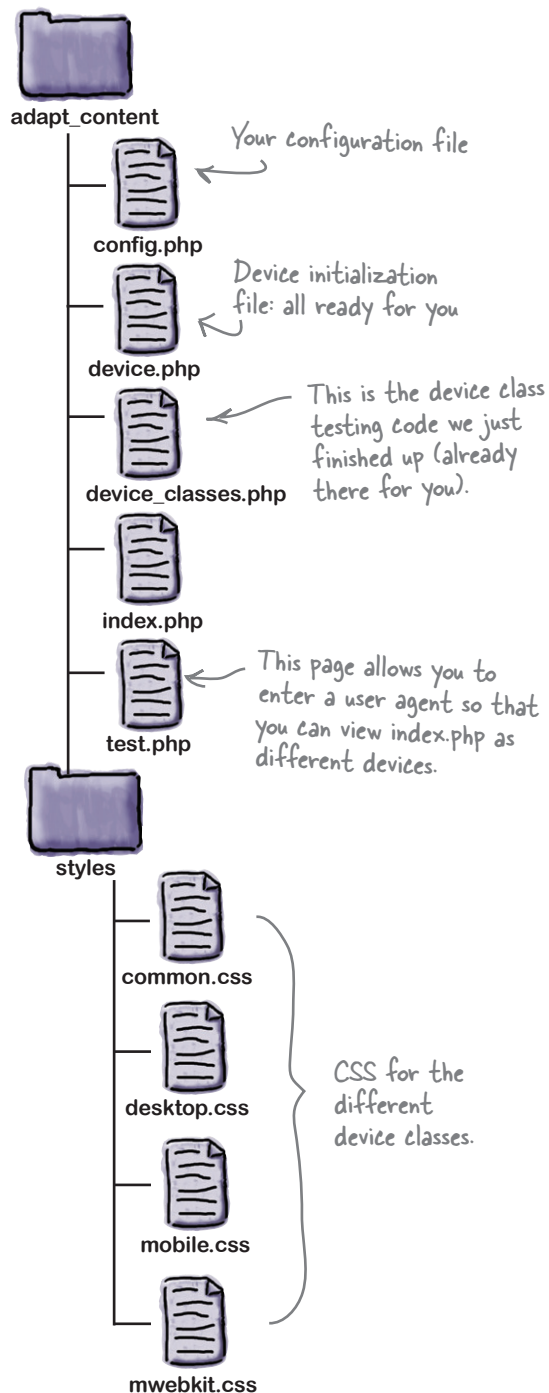 adapt_content
Your configuration file
config.php
Device initialization
file: all ready for you
device.php
This is the device class
testing code we just
finished up (already
there for you).
device_classes.php
index.php
This page allows you to
enter a user agent so that
you can view index.php as
different devices.
test.php
styles
common.css
desktop.css
CSS for the
different
device classes.
mobile.css
mwebkit.css